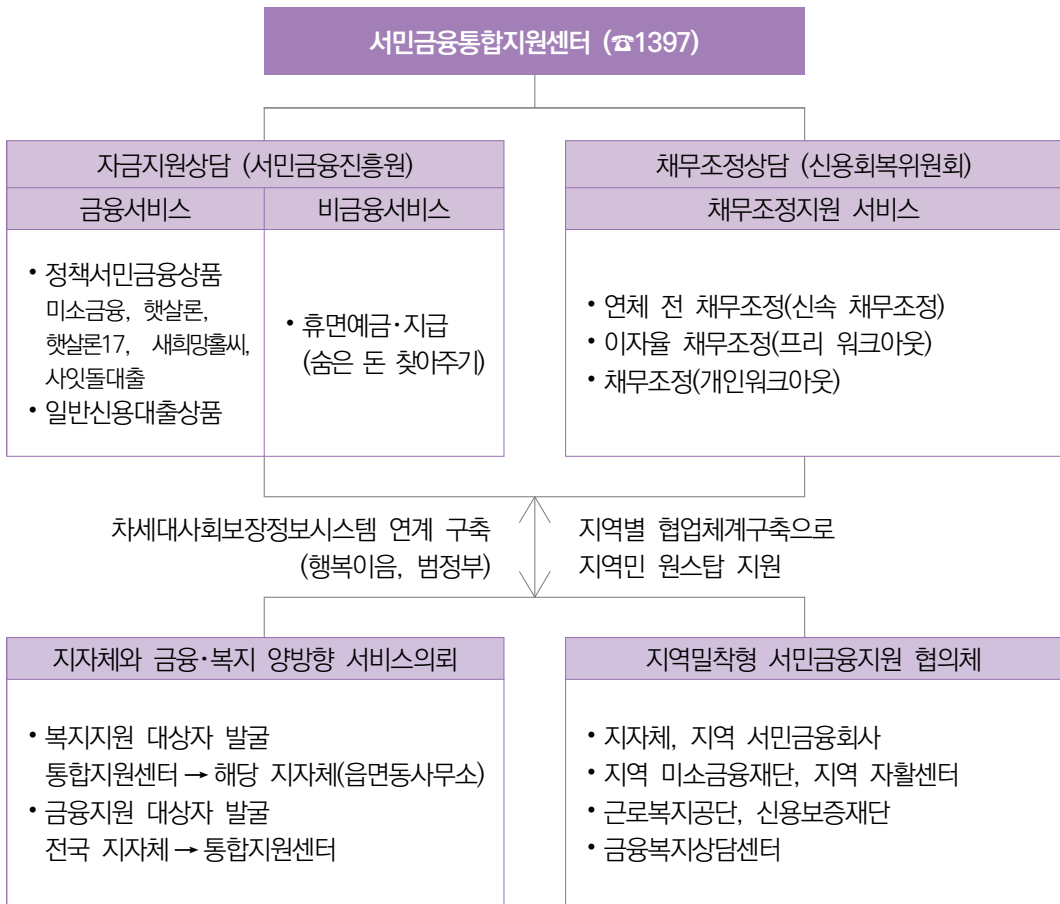 서민금융통합지원센터 (☎1397)
자금지원상담 (서민금융진흥원)
금융서비스
비금융서비스
• 정책서민금융상품
미소금융, 햇살론,
햇살론17, 새희망홀씨,
사잇돌대출
• 일반신용대출상품
• 휴면예금·지급
(숨은 돈 찾아주기)
채무조정상담 (신용회복위원회)
채무조정지원 서비스
• 연체 전 채무조정(신속 채무조정)
• 이자율 채무조정(프리 워크아웃)
• 채무조정(개인워크아웃)
차세대사회보장정보시스템 연계 구축
(행복이음, 범정부)
지역별 협업체계구축으로
지역민 원스탑 지원
지자체와 금융·복지 양방향 서비스의뢰
• 복지지원 대상자 발굴
통합지원센터 → 해당 지자체(읍면동사무소)
• 금융지원 대상자 발굴
전국 지자체 → 통합지원센터
지역밀착형 서민금융지원 협의체
• 지자체, 지역 서민금융회사
• 지역 미소금융재단, 지역 자활센터
• 근로복지공단, 신용보증재단
• 금융복지상담센터